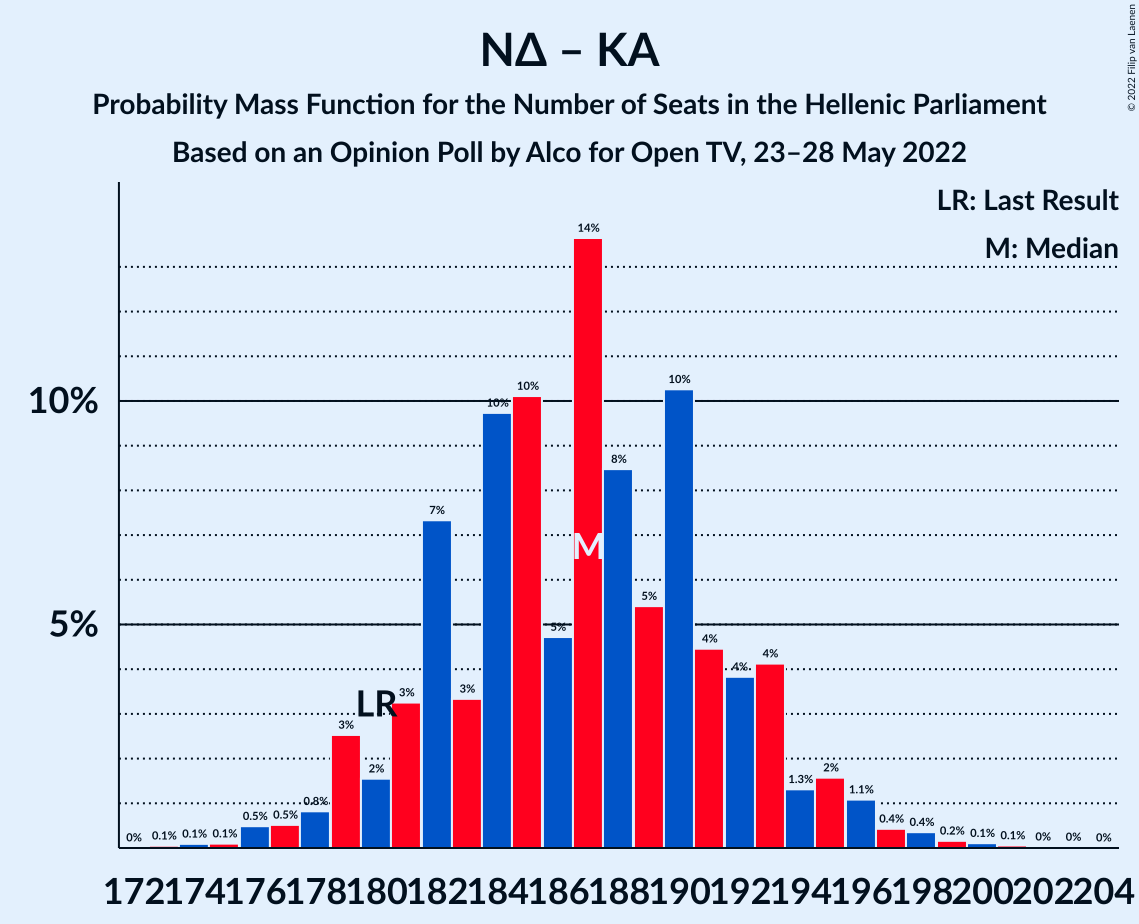 © 2022 Filip van Laenen
ΝΔ – ΚΑ
Probability Mass Function for the Number of Seats in the Hellenic Parliament
Based on an Opinion Poll by Alco for Open TV, 23–28 May 2022
LR: Last Result
M: Median
10%
5%
0% 0.1% 0.1% 0.1% 0.5% 0.5% 0.8% 3% 2% 3% 7% 3% 10% 10% 5% 14% 8% 5% 10% 4% 4% 4% 1.3% 2% 1.1% 0.4% 0.4% 0.2% 0.1% 0.1% 0% 0% 0%
LR
M
172 174 176 178 180 182 184 186 188 190 192 194 196 198 200 202 204